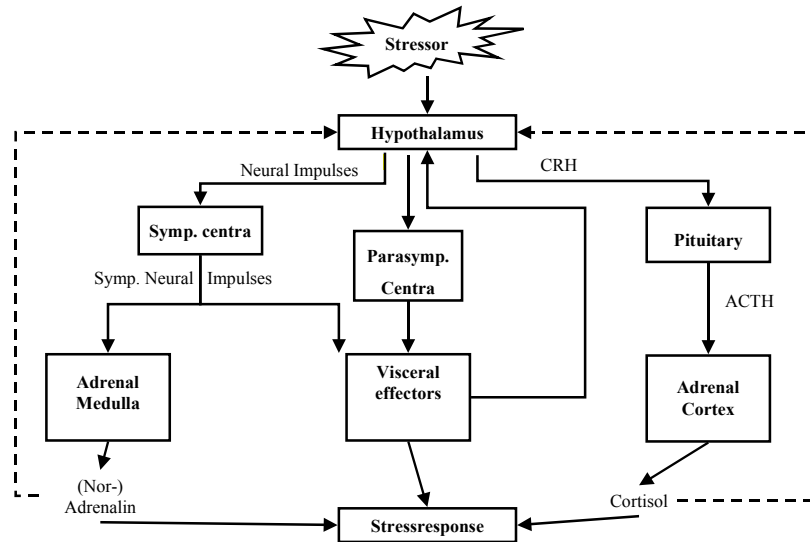 Stressor
Hypothalamus
Neural Impulses
CRH
Symp. centra
Parasymp.
Centra
Pituitary
Symp. Neural Impulses
ACTH
Adrenal
Medulla
Visceral
effectors
Adrenal
Cortex
(Nor-)
Adrenalin
Cortisol
Stressresponse